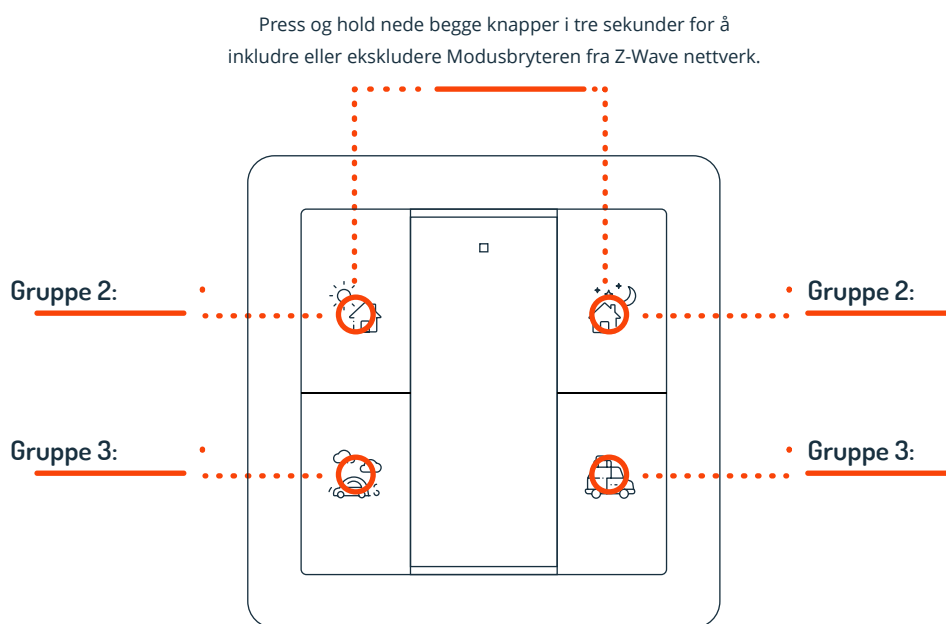 Press og hold nede begge knapper i tre sekunder for å
inkludre eller ekskludere Modusbryteren fra Z-Wave nettverk.
Gruppe 2:
Gruppe 2:
Gruppe 3:
Gruppe 3: